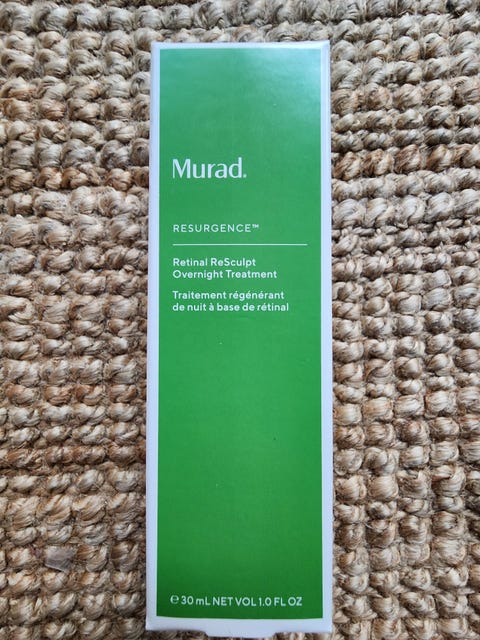 Murad.
RESURGENCE™
Retinal ReSculpt
Overnight Treatment
Traitement régénérant
de nuit à base de rétinal
℮ 30 mL NET VOL 1.0 FL OZ